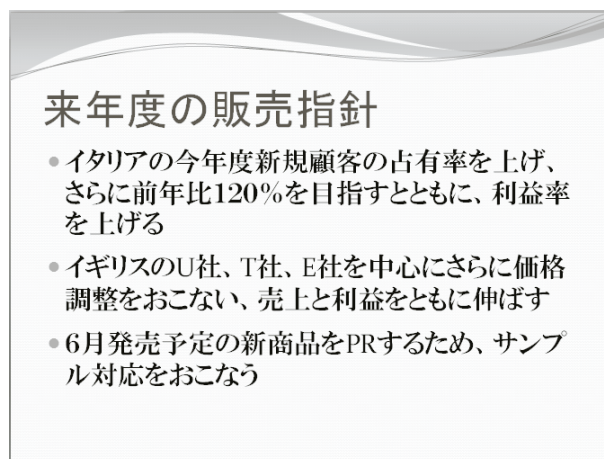 来年度の販売指針
イタリアの今年度新規顧客の占有率を上げ、
さらに前年比120％を目指すとともに、利益率
を上げる
イギリスのU社、T社、E社を中心にさらに価格
調整をおこない、売上と利益をともに伸ばす
6月発売予定の新商品をPRするため、サンプ
ル対応をおこなう